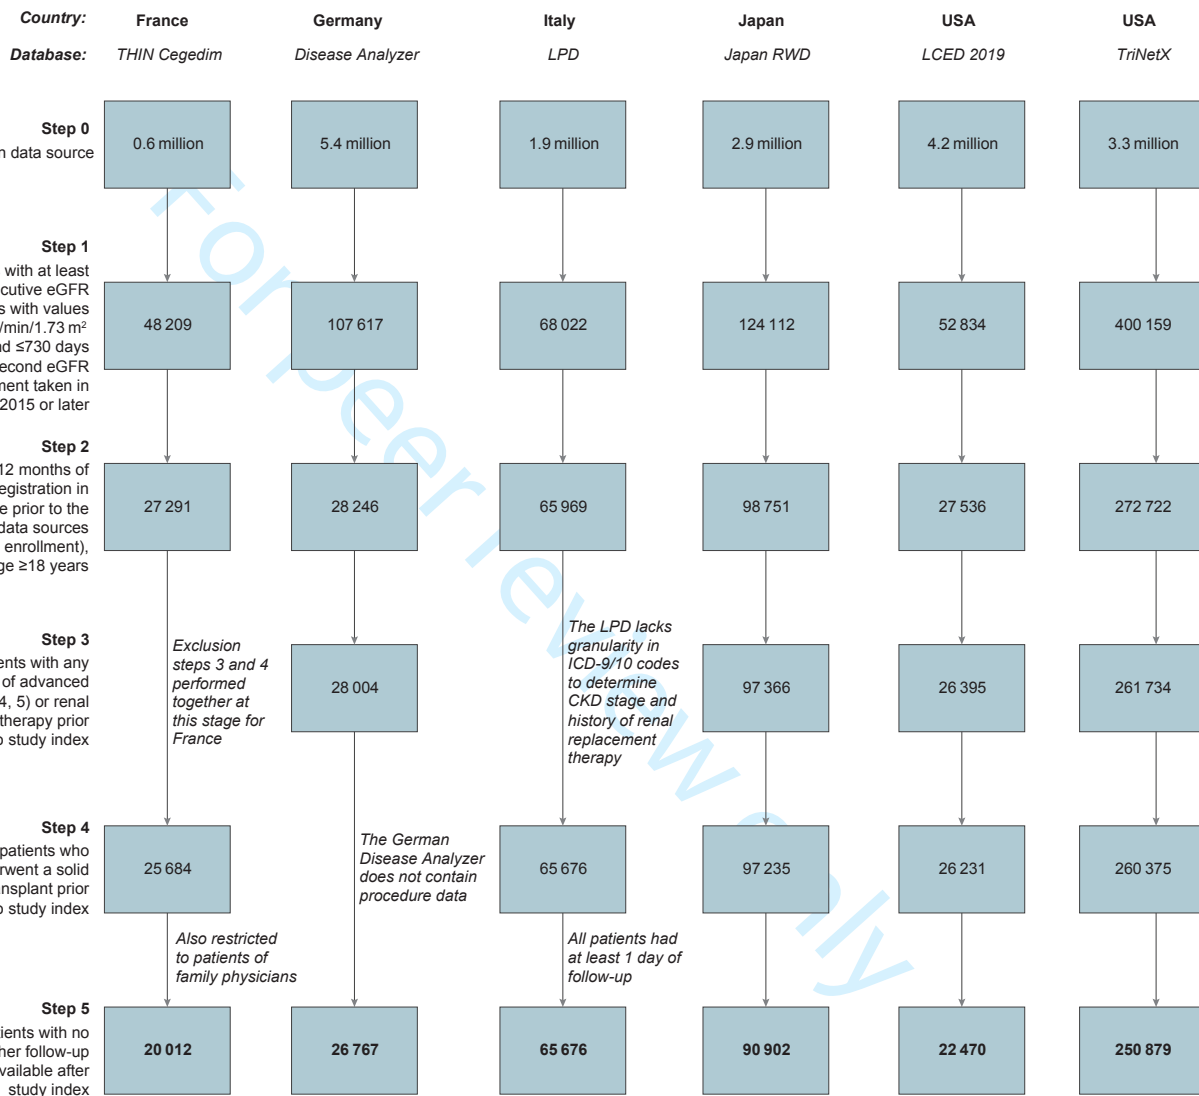 Country: France Germany Italy Japan USA USA
Database: THIN Cegedim Disease Analyzer LPD Japan RWD LCED 2019 TriNetX
Step 0
data source
0.6 million 5.4 million 1.9 million 2.9 million 4.2 million 3.3 million
Step 1
with at least
eGFR
with values
/min/1.73 m²
≤730 days
eGFR
taken in
2015 or later
48 209 107 617 68 022 124 112 52 834 400 159
Step 2
12 months of
in
prior to the
data sources
enrollment),
≥18 years
27 291 28 246 65 969 98 751 27 536 272 722
Step 3
with any
of advanced
4, 5) or renal
therapy prior
study index
Exclusion
steps 3 and 4
performed
together at
this stage for
France
28 004
The LPD lacks
granularity in
ICD-9/10 codes
to determine
CKD stage and
history of renal
replacement
therapy
97 366 26 395 261 734
Step 4
patients who
a solid
prior
study index
25 684
The German
Disease Analyzer
does not contain
procedure data
65 676 97 235 26 231 260 375
Also restricted
to patients of
family physicians
All patients had
at least 1 day of
follow-up
Step 5
with no
follow-up
after
study index
20 012 26 767 65 676 90 902 22 470 250 879
For peer review only